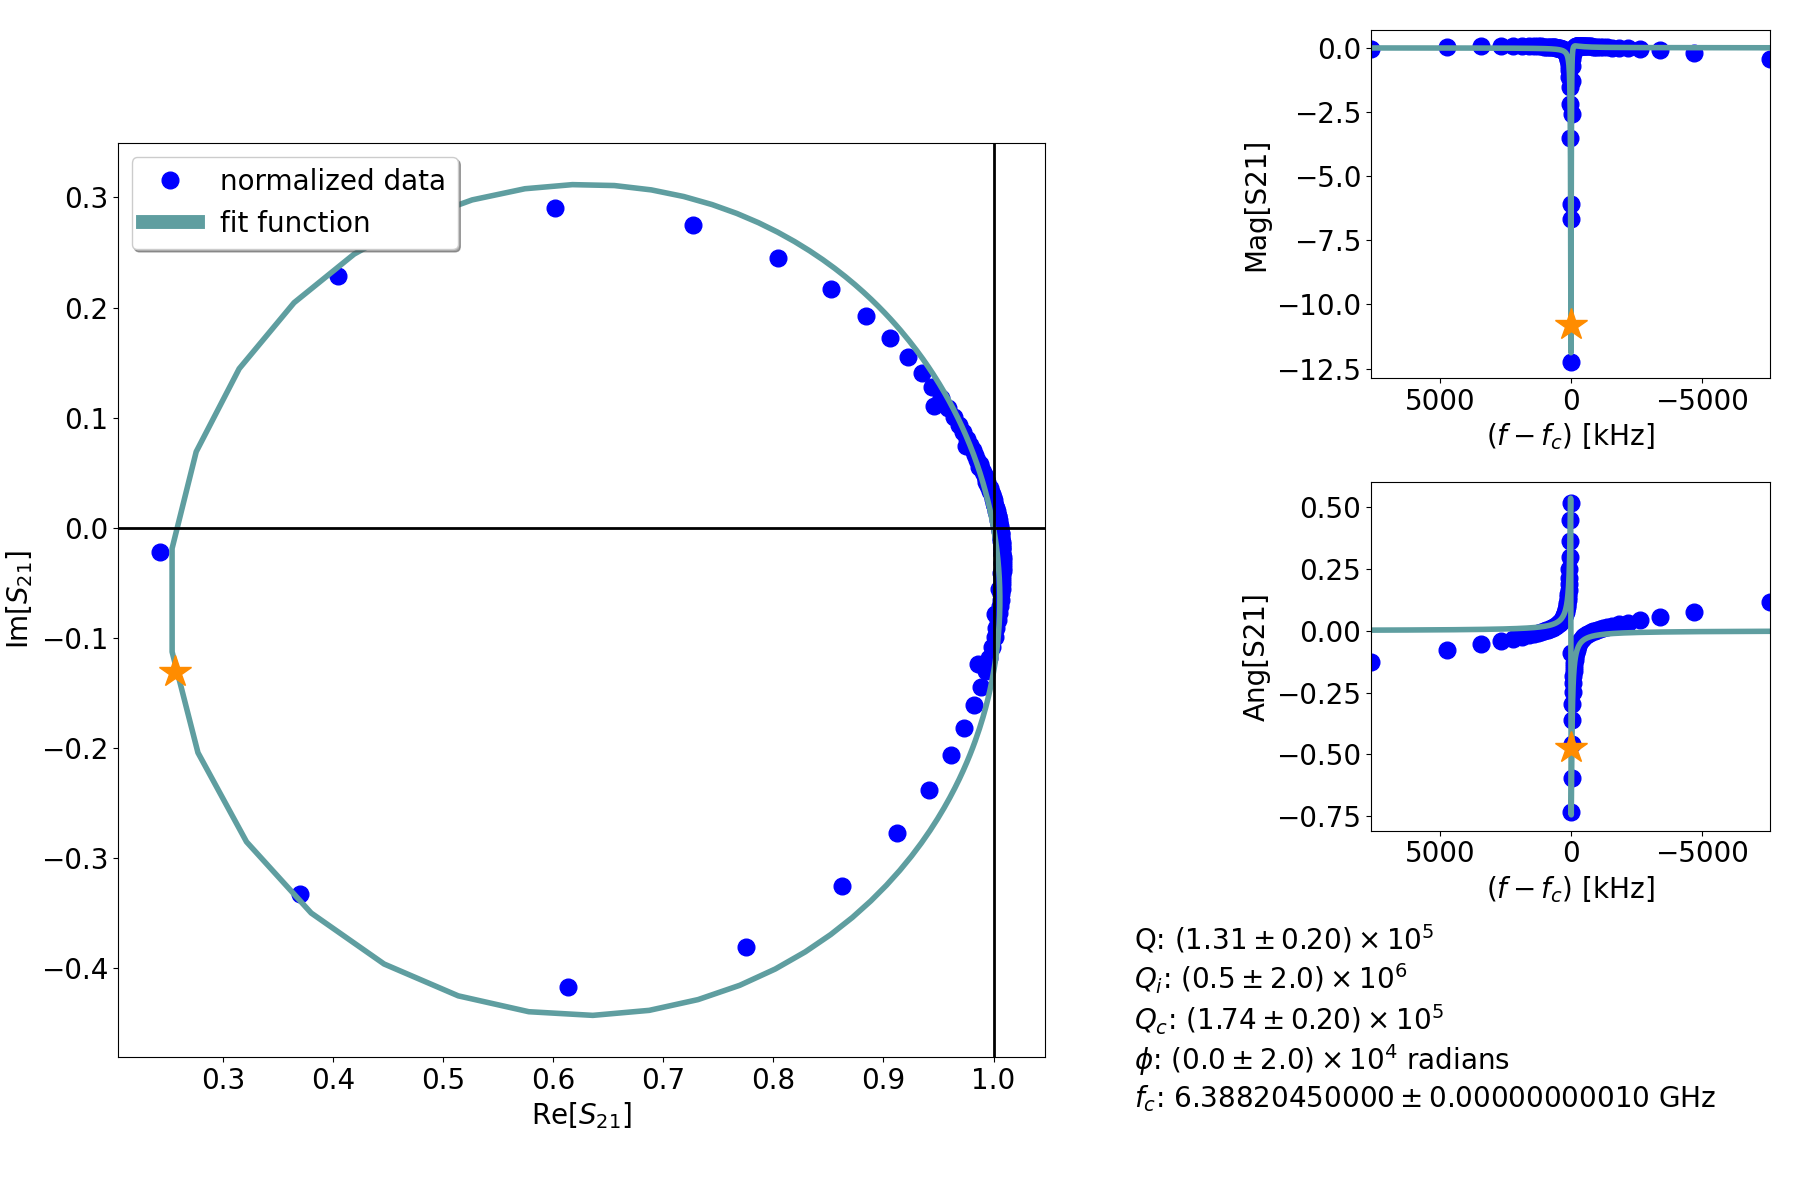 normalized data
fit function
0.3
0.2
0.1
0.0
−0.1
−0.2
−0.3
−0.4
Im[S21]
0.3 0.4 0.5 0.6 0.7 0.8 0.9 1.0
Re[S21]
0.0
−2.5
−5.0
−7.5
−10.0
−12.5
Mag[S21]
5000 0 −5000
(f − fc) [kHz]
0.50
0.25
0.00
−0.25
−0.50
−0.75
Ang[S21]
5000 0 −5000
(f − fc) [kHz]
Q: (1.31 ± 0.20) × 10^5
Qi: (0.5 ± 2.0) × 10^6
Qc: (1.74 ± 0.20) × 10^5
ϕ: (0.0 ± 2.0) × 10^4 radians
fc: 6.38820450000 ± 0.00000000010 GHz